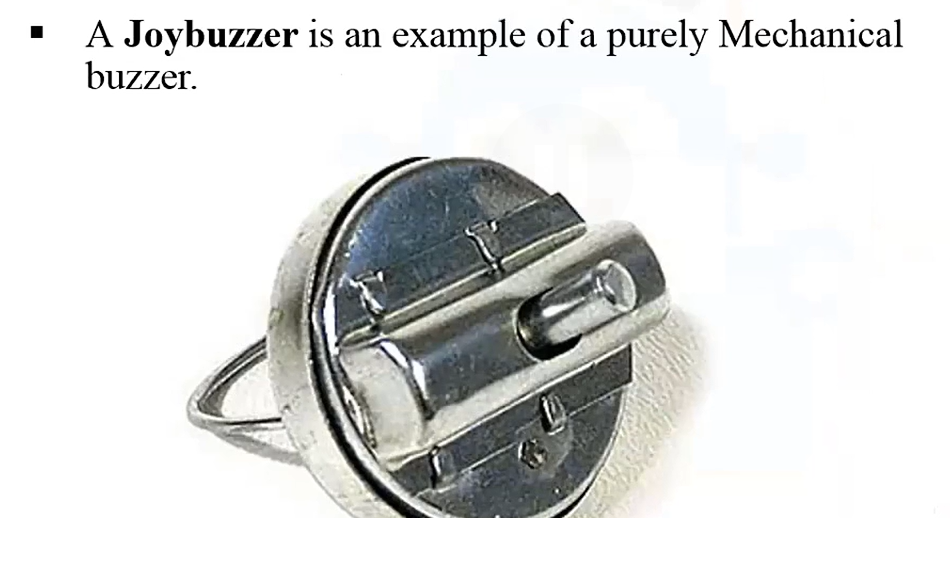 ▪ A Joybuzzer is an example of a purely Mechanical
buzzer.